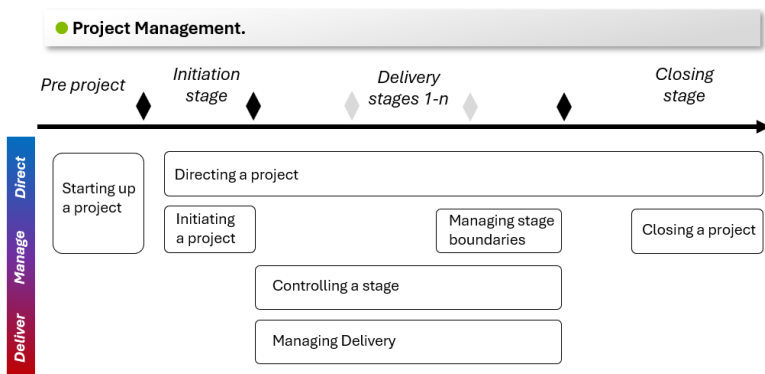 Project Management.
Pre project
Initiation
stage
Delivery
stages 1-n
Closing
stage
Direct
Manage
Deliver
Starting up
a project
Directing a project
Initiating
a project
Managing stage
boundaries
Closing a project
Controlling a stage
Managing Delivery